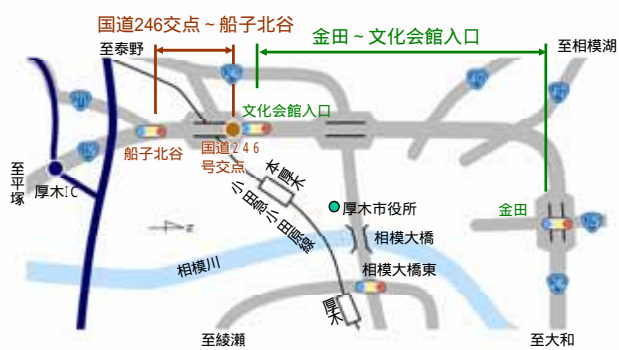 国道246交点～船子北谷
金田～文化会館入口
至秦野
至相模湖
文化会館入口
船子北谷
国道246
号交点
至平塚
厚木IC
本厚木
小田急小田原線
厚木市役所
金田
相模大橋
相模川
相模大橋東
厚木
至綾瀬
至大和